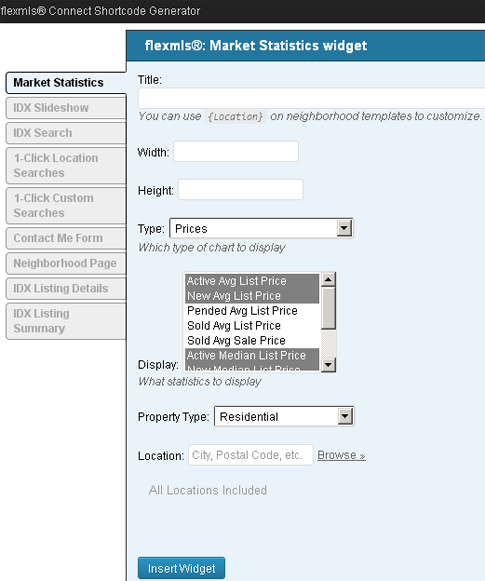 flexmls® Connect Shortcode Generator
flexmls®: Market Statistics widget
Market Statistics
IDX Slideshow
IDX Search
1-Click Location
Searches
1-Click Custom
Searches
Contact Me Form
Neighborhood Page
IDX Listing Details
IDX Listing
Summary
Title:
You can use {Location} on neighborhood templates to customize.
Width:
Height:
Type: Prices
Which type of chart to display
Active Avg List Price
New Avg List Price
Pended Avg List Price
Sold Avg List Price
Sold Avg Sale Price
Active Median List Price
New Median List Price
Display:
What statistics to display
Property Type: Residential
Location: City, Postal Code, etc. Browse »
All Locations Included
Insert Widget